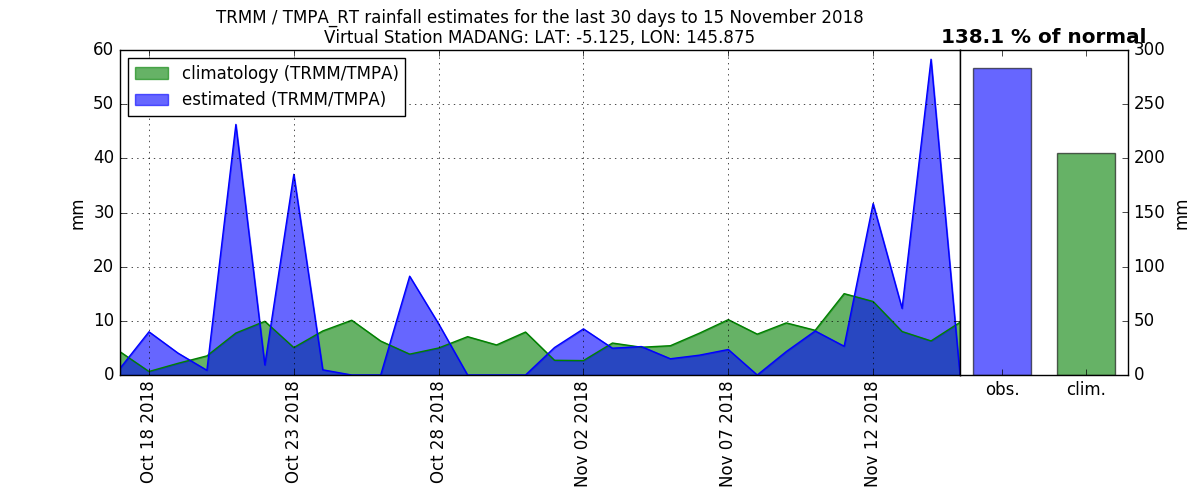 TRMM / TMPA_RT rainfall estimates for the last 30 days to 15 November 2018
Virtual Station MADANG: LAT: -5.125, LON: 145.875
138.1 % of normal
climatology (TRMM/TMPA)
estimated (TRMM/TMPA)
mm
60
50
40
30
20
10
0
Oct 18 2018
Oct 23 2018
Oct 28 2018
Nov 02 2018
Nov 07 2018
Nov 12 2018
obs.
clim.
300
250
200
150
100
50
0
mm